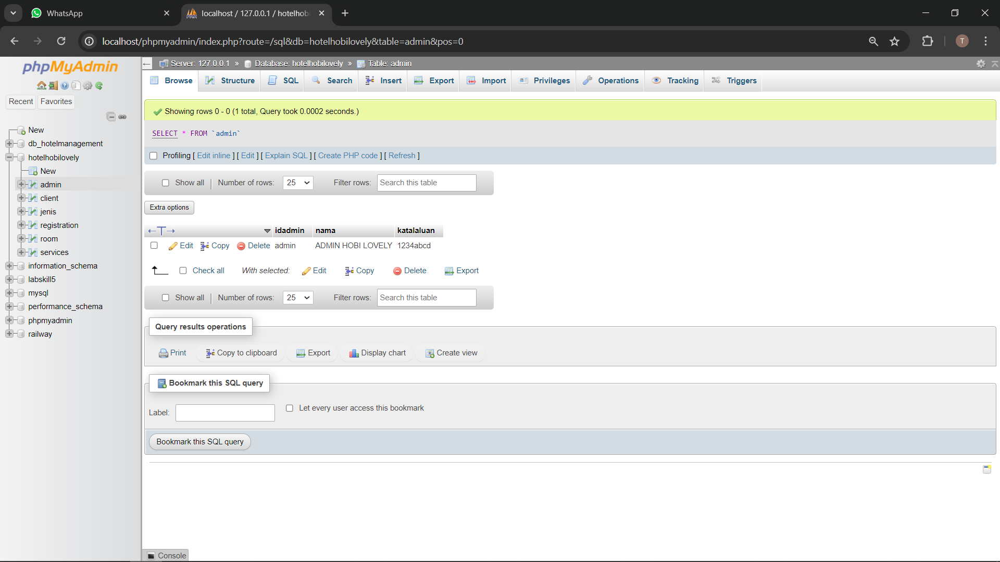 WhatsApp
localhost / 127.0.0.1 / hotelhobi
localhost/phpmyadmin/index.php?route=/sql&db=hotelhobilovely&table=admin&pos=0
T
phpMyAdmin
Recent Favorites
New
db_hotelmanagement
hotelhobilovely
New
admin
client
jenis
registration
room
services
information_schema
labskill5
mysql
performance_schema
phpmyadmin
railway
Server: 127.0.0.1 » Database: hotelhobilovely » Table: admin
Browse Structure SQL Search Insert Export Import Privileges Operations Tracking Triggers
Showing rows 0 - 0 (1 total, Query took 0.0002 seconds.)
SELECT * FROM `admin`
Profiling [ Edit inline ] [ Edit ] [ Explain SQL ] [ Create PHP code ] [ Refresh ]
Show all | Number of rows: 25 Filter rows: Search this table
Extra options
←T→ idadmin nama katalaluan
Edit Copy Delete admin ADMIN HOBI LOVELY 1234abcd
Check all With selected: Edit Copy Delete Export
Show all | Number of rows: 25 Filter rows: Search this table
Query results operations
Print Copy to clipboard Export Display chart Create view
Bookmark this SQL query
Label: Let every user access this bookmark
Bookmark this SQL query
Console